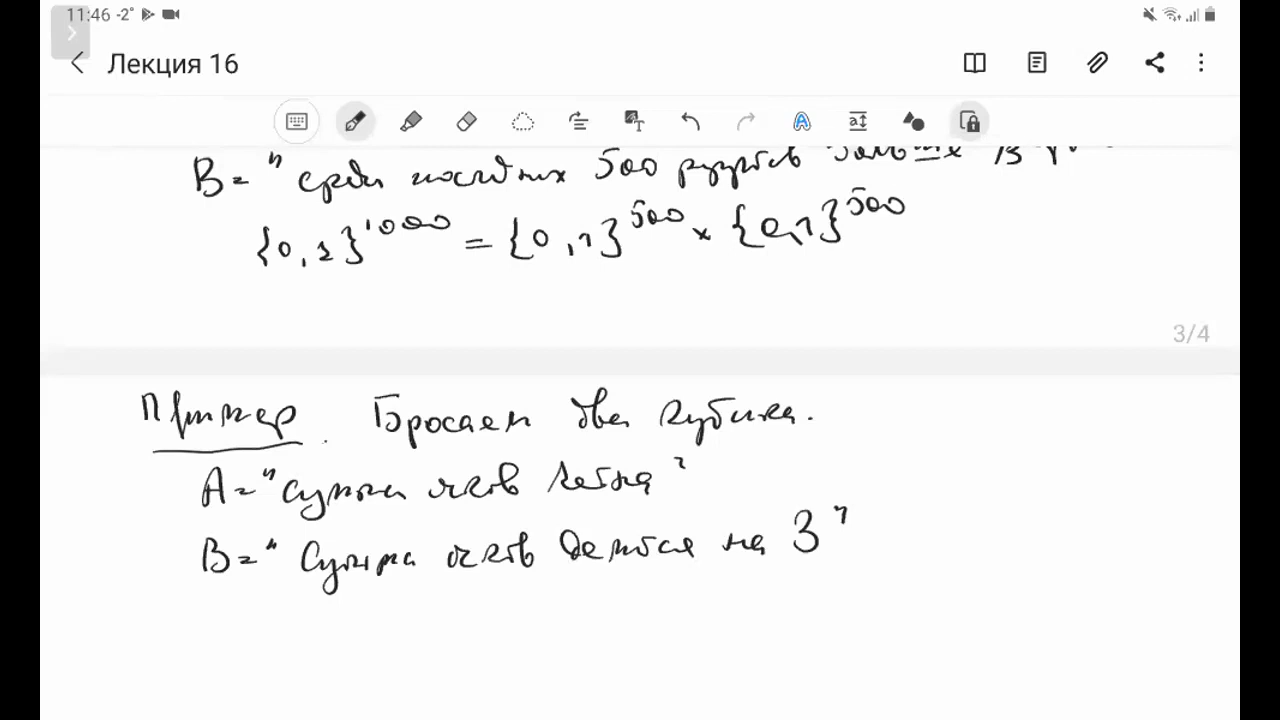 11:46 -2°
Лекция 16
B = " среди последних 500
{0,1}^1000 = {0,1}^500 × {0,1}^500
3/4
Пример. Бросаем два кубика.
A = "сумма очков четна"
B = "сумма очков делится на 3"